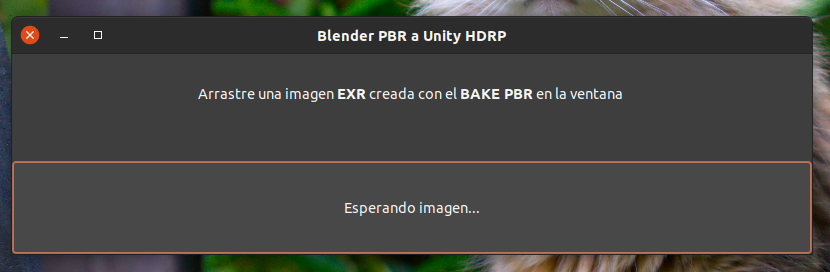 Blender PBR a Unity HDRP
Arrastre una imagen EXR creada con el BAKE PBR en la ventana
Esperando imagen...